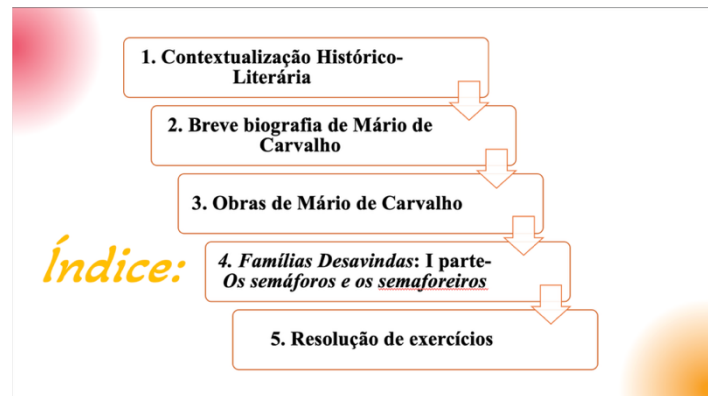 1. Contextualização Histórico-
Literária
2. Breve biografia de Mário de
Carvalho
3. Obras de Mário de Carvalho
Índice:
4. Famílias Desavindas: I parte-
Os semáforos e os semaforeiros
5. Resolução de exercícios